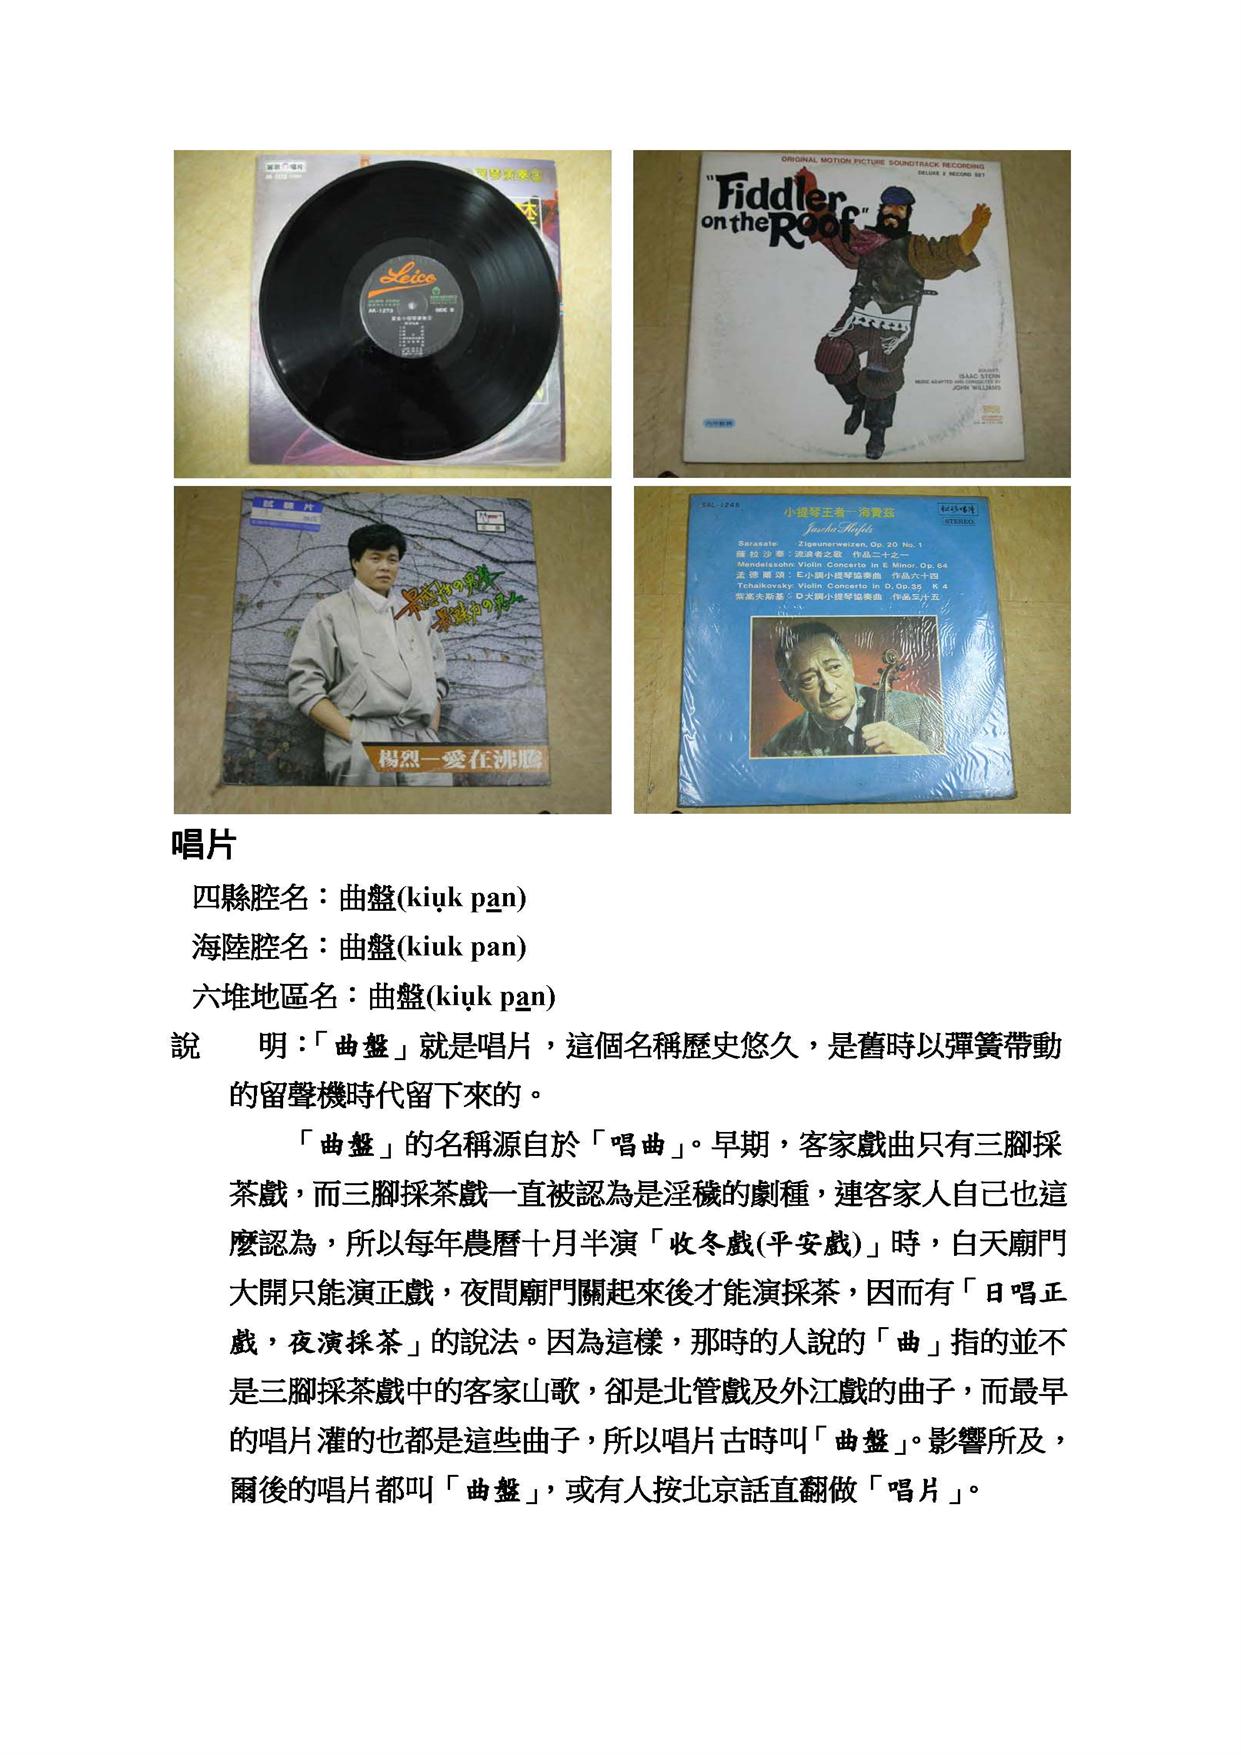 Leico
AK-1273
SIDE B
ORIGINAL MOTION PICTURE SOUNDTRACK RECORDING
DELUXE 2 RECORD SET
"Fiddler
on the Roof"
ISAAC STERN
MUSIC ADAPTED AND CONDUCTED BY
JOHN WILLIAMS
試聽片
楊烈—愛在沸騰
SRL-1248
小提琴王者—海費茲
Jascha Heifetz
STEREO
Sarasate: Zigeunerweizen, Op. 20 No. 1
薩拉沙泰：流浪者之歌 作品二十之一
Mendelssohn: Violin Concerto in E Minor, Op. 64
孟德爾頌：E小調小提琴協奏曲 作品六十四
Tchaikovsky: Violin Concerto in D, Op. 35 K 4
柴高夫斯基：D大調小提琴協奏曲 作品三十五
唱片
四縣腔名：曲盤(kiụk pa̲n)
海陸腔名：曲盤(kiuk pan)
六堆地區名：曲盤(kiụk pa̲n)
說 明：「曲盤」就是唱片，這個名稱歷史悠久，是舊時以彈簧帶動
的留聲機時代留下來的。
「曲盤」的名稱源自於「唱曲」。早期，客家戲曲只有三腳採
茶戲，而三腳採茶戲一直被認為是淫穢的劇種，連客家人自己也這
麼認為，所以每年農曆十月半演「收冬戲(平安戲)」時，白天廟門
大開只能演正戲，夜間廟門關起來後才能演採茶，因而有「日唱正
戲，夜演採茶」的說法。因為這樣，那時的人說的「曲」指的並不
是三腳採茶戲中的客家山歌，卻是北管戲及外江戲的曲子，而最早
的唱片灌的也都是這些曲子，所以唱片古時叫「曲盤」。影響所及，
爾後的唱片都叫「曲盤」，或有人按北京話直翻做「唱片」。